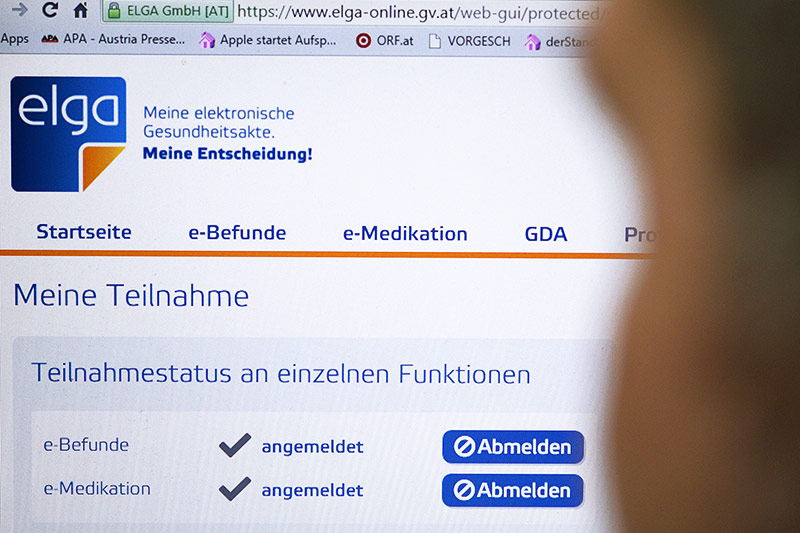 ELGA GmbH [AT] https://www.elga-online.gv.at/web-gui/protected/
Apps APA - Austria Presse... Apple startet Aufsp... ORF.at VORGESCH derStan
elga
Meine elektronische
Gesundheitsakte.
Meine Entscheidung!
Startseite e-Befunde e-Medikation GDA Pro
Meine Teilnahme
Teilnahmestatus an einzelnen Funktionen
e-Befunde angemeldet Abmelden
e-Medikation angemeldet Abmelden